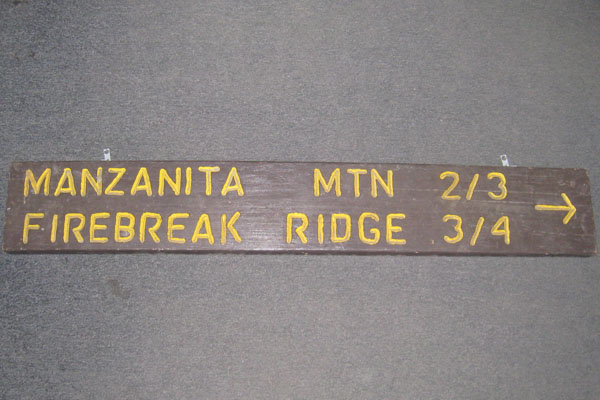 MANZANITA MTN 2/3 →
FIREBREAK RIDGE 3/4